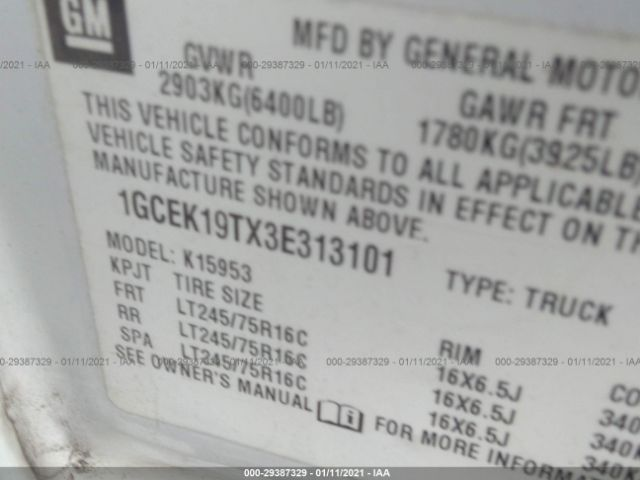 GM
MFD BY GENERAL MOTO
GVWR
2903KG(6400LB)
GAWR FRT
1780KG(3925LB)
THIS VEHICLE CONFORMS TO ALL APPLICABLE
VEHICLE SAFETY STANDARDS IN EFFECT ON TH
MANUFACTURE SHOWN ABOVE.
1GCEK19TX3E313101
MODEL: K15953
TYPE: TRUCK
KPJT TIRE SIZE
RIM
CO
FRT LT245/75R16C 16X6.5J 340
RR LT245/75R16C 16X6.5J 340K
SPA LT245/75R16C 16X6.5J 340K
SEE OWNER'S MANUAL FOR MORE INFORMA
000-29387329 - 01/11/2021 - IAA